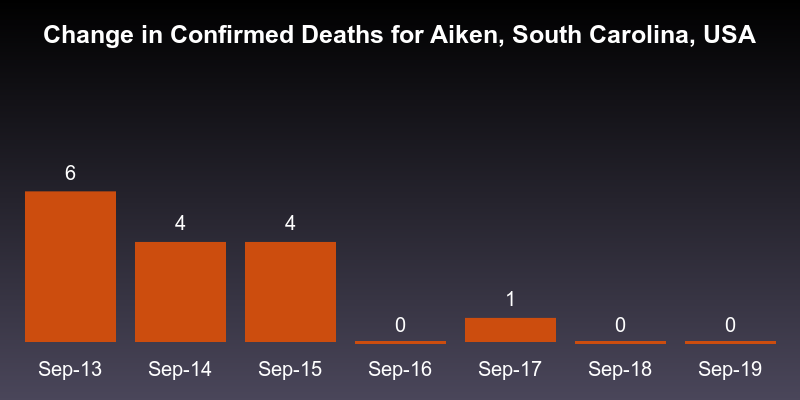 Change in Confirmed Deaths for Aiken, South Carolina, USA
6
4
4
0
1
0
0
Sep-13
Sep-14
Sep-15
Sep-16
Sep-17
Sep-18
Sep-19